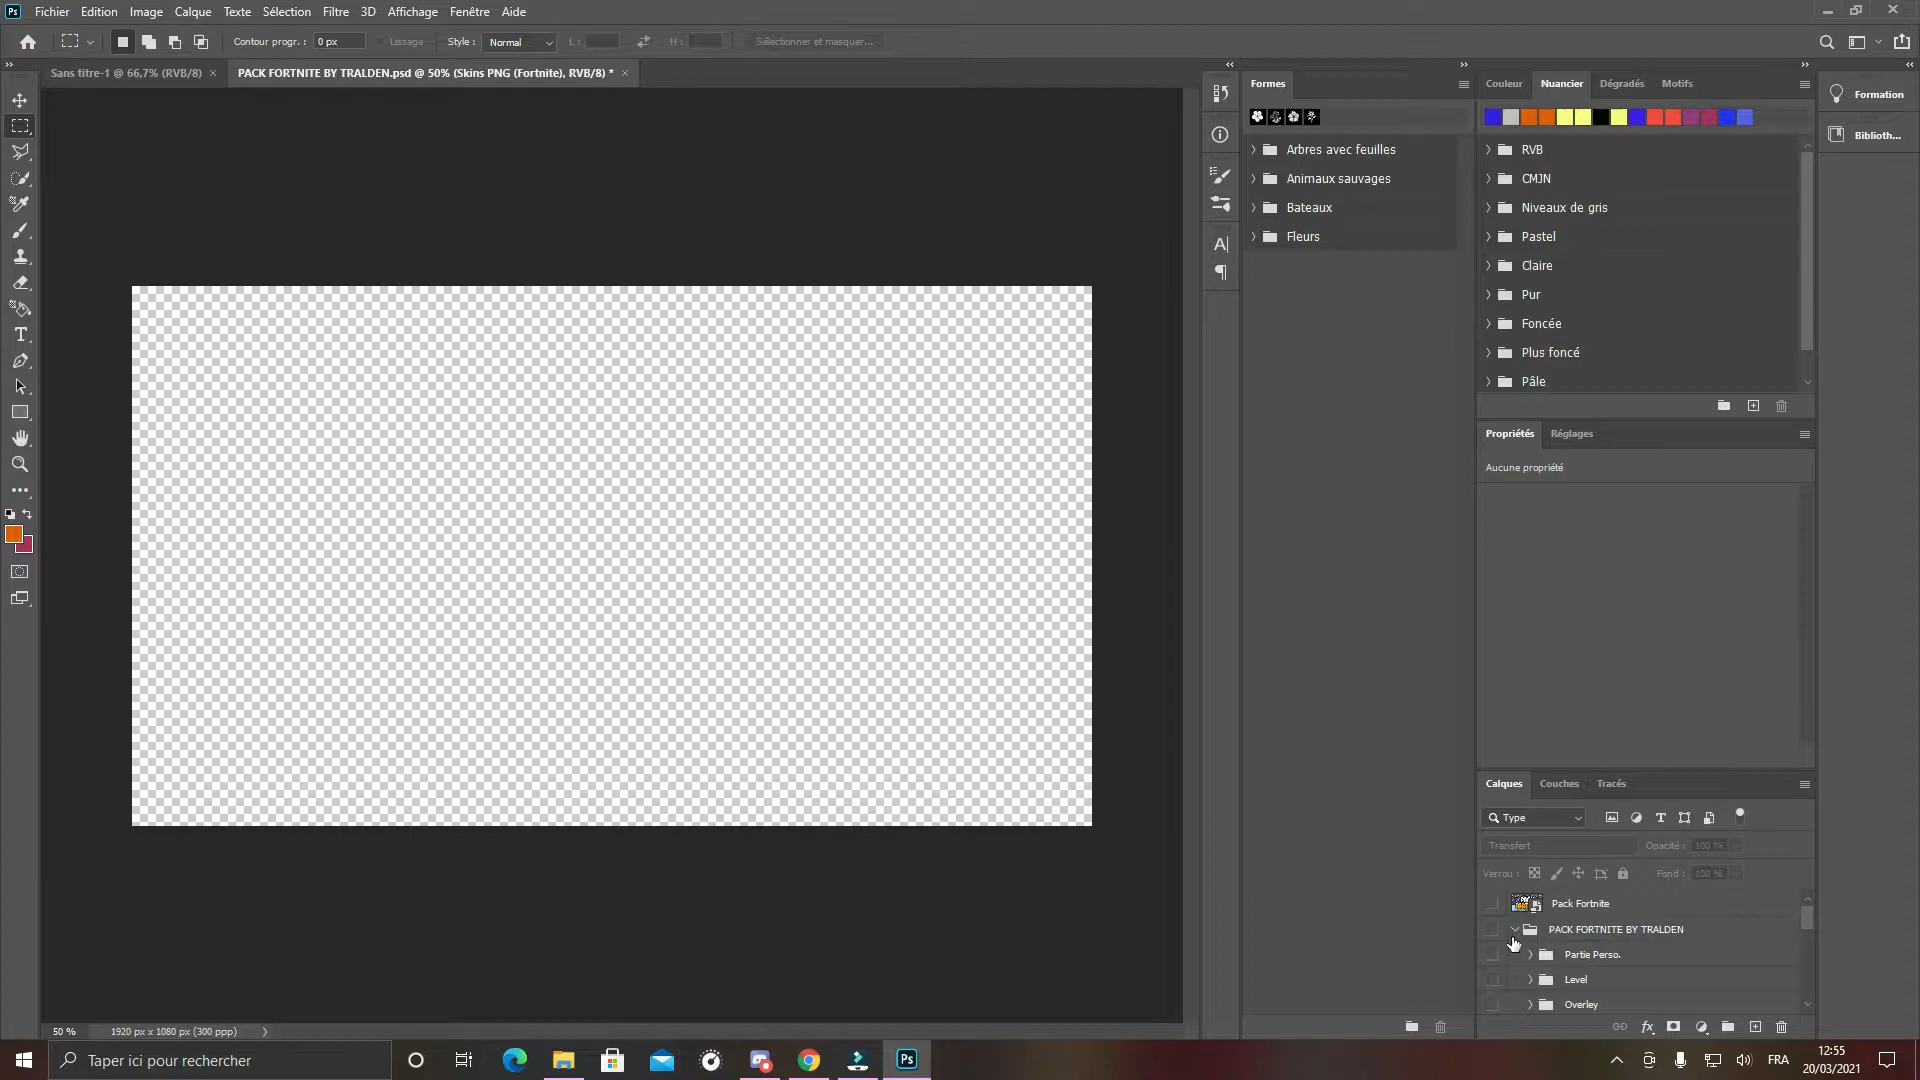 Ps Fichier Edition Image Calque Texte Sélection Filtre 3D Affichage Fenêtre Aide
Contour progr. : 0 px Lissage Style : Normal L : H : Sélectionner et masquer...
Sans titre-1 @ 66,7% (RVB/8) × PACK FORTNITE BY TRALDEN.psd @ 50% (Skins PNG (Fortnite), RVB/8) * ×
Formes
Arbres avec feuilles
Animaux sauvages
Bateaux
Fleurs
Couleur Nuancier Dégradés Motifs
RVB
CMJN
Niveaux de gris
Pastel
Claire
Pur
Foncée
Plus foncé
Pâle
Formation
Biblioth...
Propriétés Réglages
Aucune propriété
Calques Couches Tracés
Type
Transfert Opacité : 100 %
Verrou : Fond : 100 %
Pack Fortnite
PACK FORTNITE BY TRALDEN
Partie Perso.
Level
Overley
50 % 1920 px x 1080 px (300 ppp)
Taper ici pour rechercher
Ps
FRA
12:55
20/03/2021